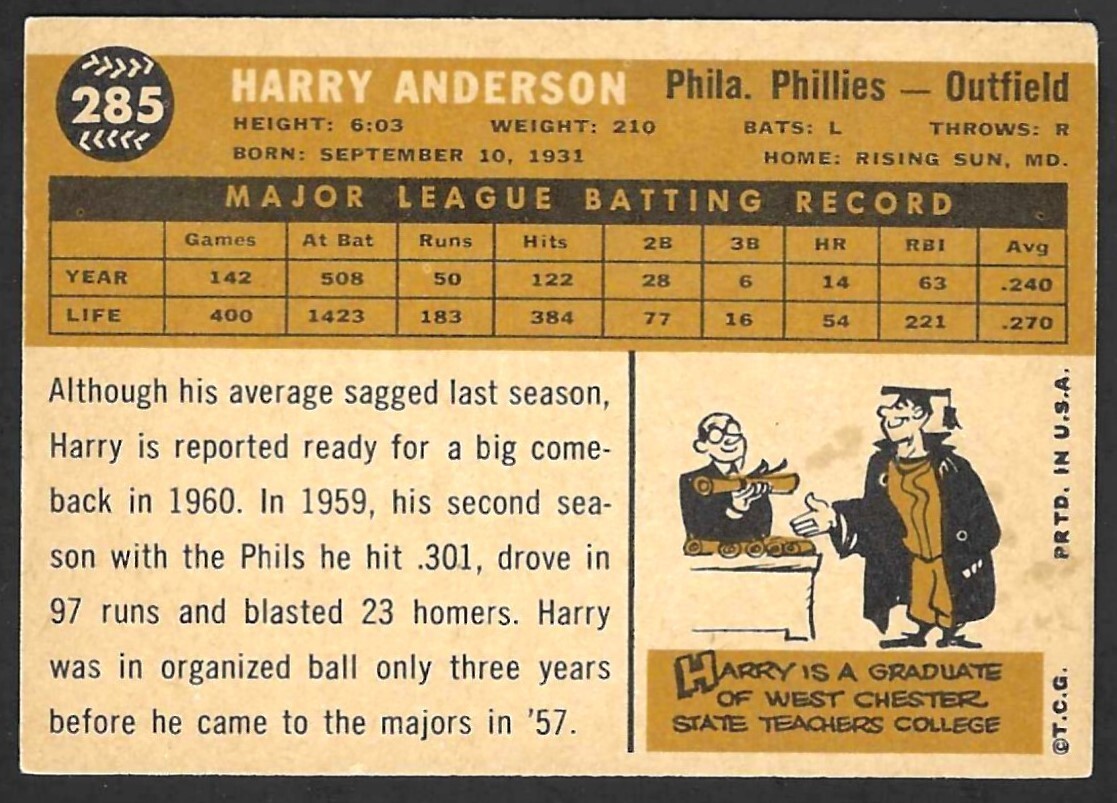 285
HARRY ANDERSON Phila. Phillies — Outfield
HEIGHT: 6:03 WEIGHT: 210 BATS: L THROWS: R
BORN: SEPTEMBER 10, 1931 HOME: RISING SUN, MD.
MAJOR LEAGUE BATTING RECORD
Games At Bat Runs Hits 2B 3B HR RBI Avg
YEAR 142 508 50 122 28 6 14 63 .240
LIFE 400 1423 183 384 77 16 54 221 .270
Although his average sagged last season,
Harry is reported ready for a big come-
back in 1960. In 1959, his second sea-
son with the Phils he hit .301, drove in
97 runs and blasted 23 homers. Harry
was in organized ball only three years
before he came to the majors in '57.
HARRY IS A GRADUATE
OF WEST CHESTER
STATE TEACHERS COLLEGE
©T.C.G. PRTD. IN U.S.A.